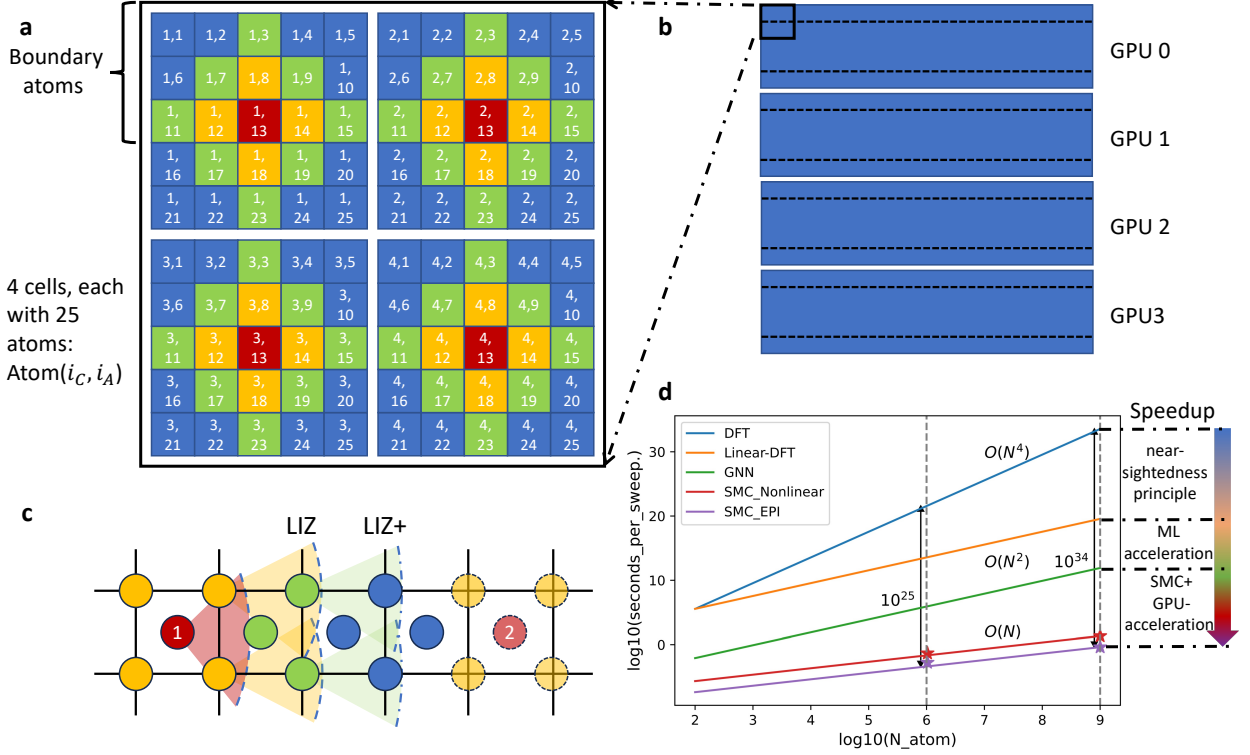 a
Boundary
atoms
1,1 1,2 1,3 1,4 1,5 2,1 2,2 2,3 2,4 2,5
1,6 1,7 1,8 1,9 1, 10 2,6 2,7 2,8 2,9 2, 10
1, 11 1, 12 1, 13 1, 14 1, 15 2, 11 2, 12 2, 13 2, 14 2, 15
1, 16 1, 17 1, 18 1, 19 1, 20 2, 16 2, 17 2, 18 2, 19 2, 20
1, 21 1, 22 1, 23 1, 24 1, 25 2, 21 2, 22 2, 23 2, 24 2, 25
4 cells, each
with 25
atoms:
Atom(i_C, i_A)
3,1 3,2 3,3 3,4 3,5 4,1 4,2 4,3 4,4 4,5
3,6 3,7 3,8 3,9 3, 10 4,6 4,7 4,8 4,9 4, 10
3, 11 3, 12 3, 13 3, 14 3, 15 4, 11 4, 12 4, 13 4, 14 4, 15
3, 16 3, 17 3, 18 3, 19 3, 20 4, 16 4, 17 4, 18 4, 19 4, 20
3, 21 3, 22 3, 23 3, 24 3, 25 4, 21 4, 22 4, 23 4, 24 4, 25
b
GPU 0
GPU 1
GPU 2
GPU3
c
LIZ LIZ+
1 2
d
Speedup
near-
sightedness
principle
ML
acceleration
SMC+
GPU-
acceleration
DFT
Linear-DFT
GNN
SMC_Nonlinear
SMC_EPI
O(N⁴)
O(N²)
O(N)
10²⁵
10³⁴
30
20
10
0
log10(seconds_per_sweep.)
2 3 4 5 6 7 8 9
log10(N_atom)